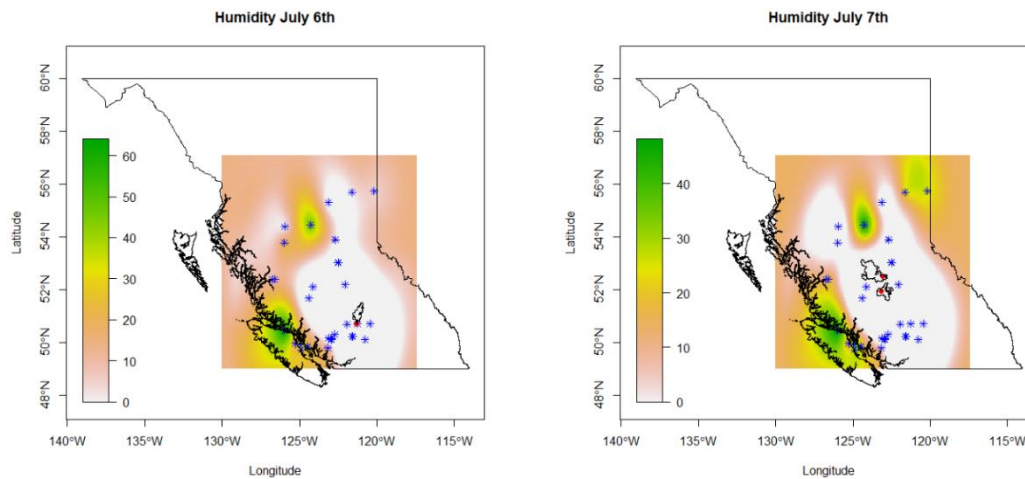 Humidity July 6th
60°N
58°N
56°N
54°N
52°N
50°N
48°N
Latitude
60
50
40
30
20
10
0
140°W
135°W
130°W
125°W
120°W
115°W
Longitude
Humidity July 7th
60°N
58°N
56°N
54°N
52°N
50°N
48°N
Latitude
40
30
20
10
0
140°W
135°W
130°W
125°W
120°W
115°W
Longitude